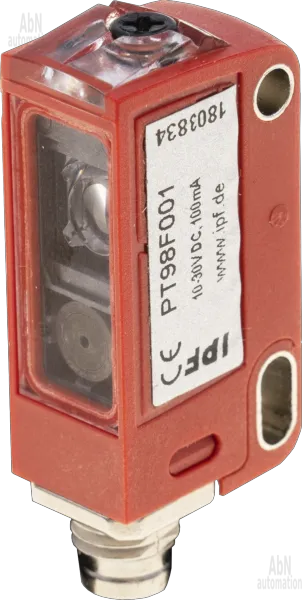 AbN
automation
1803834
PT98F001
10-30V DC, 100mA
www.ipf.de
CE
IPF
AbN
automation